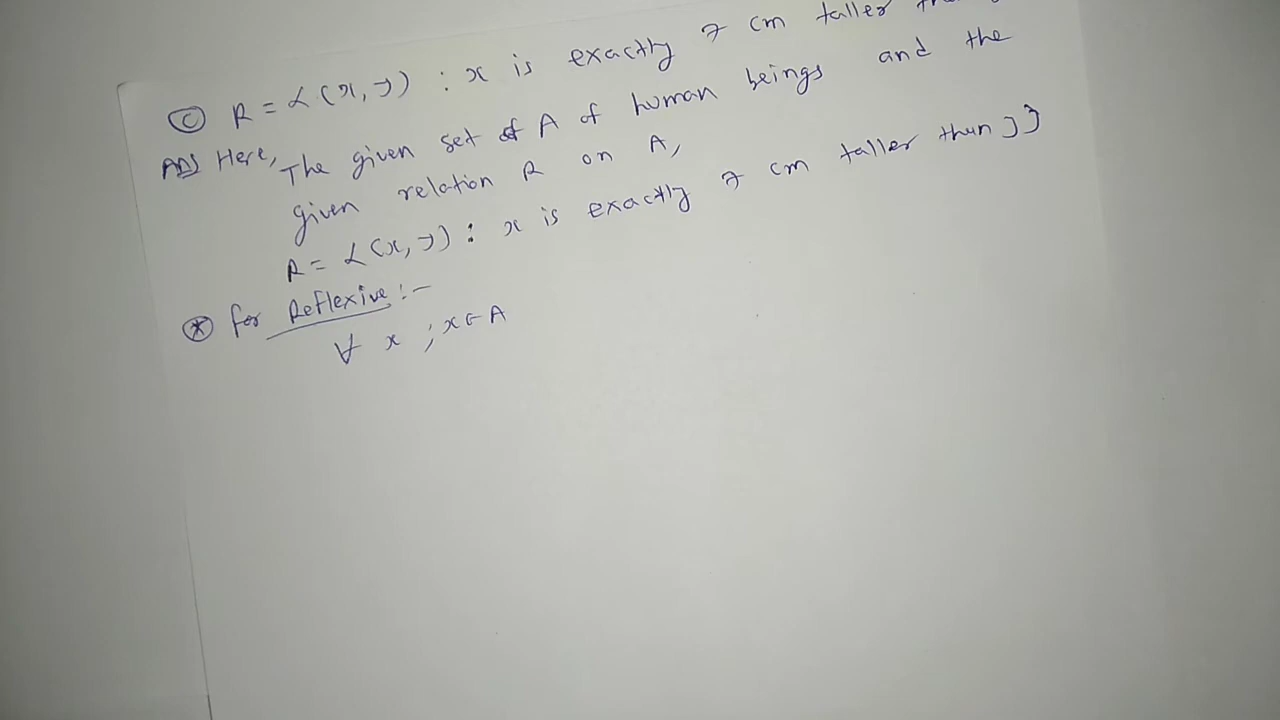 (C) R = {(x, y) : x is exactly 7 cm taller
Ans Here, The given set of A of human beings and the
given relation R on A,
R = {(x, y) : x is exactly 7 cm taller than y}
* for Reflexive :-
∀ x ; x ∈ A